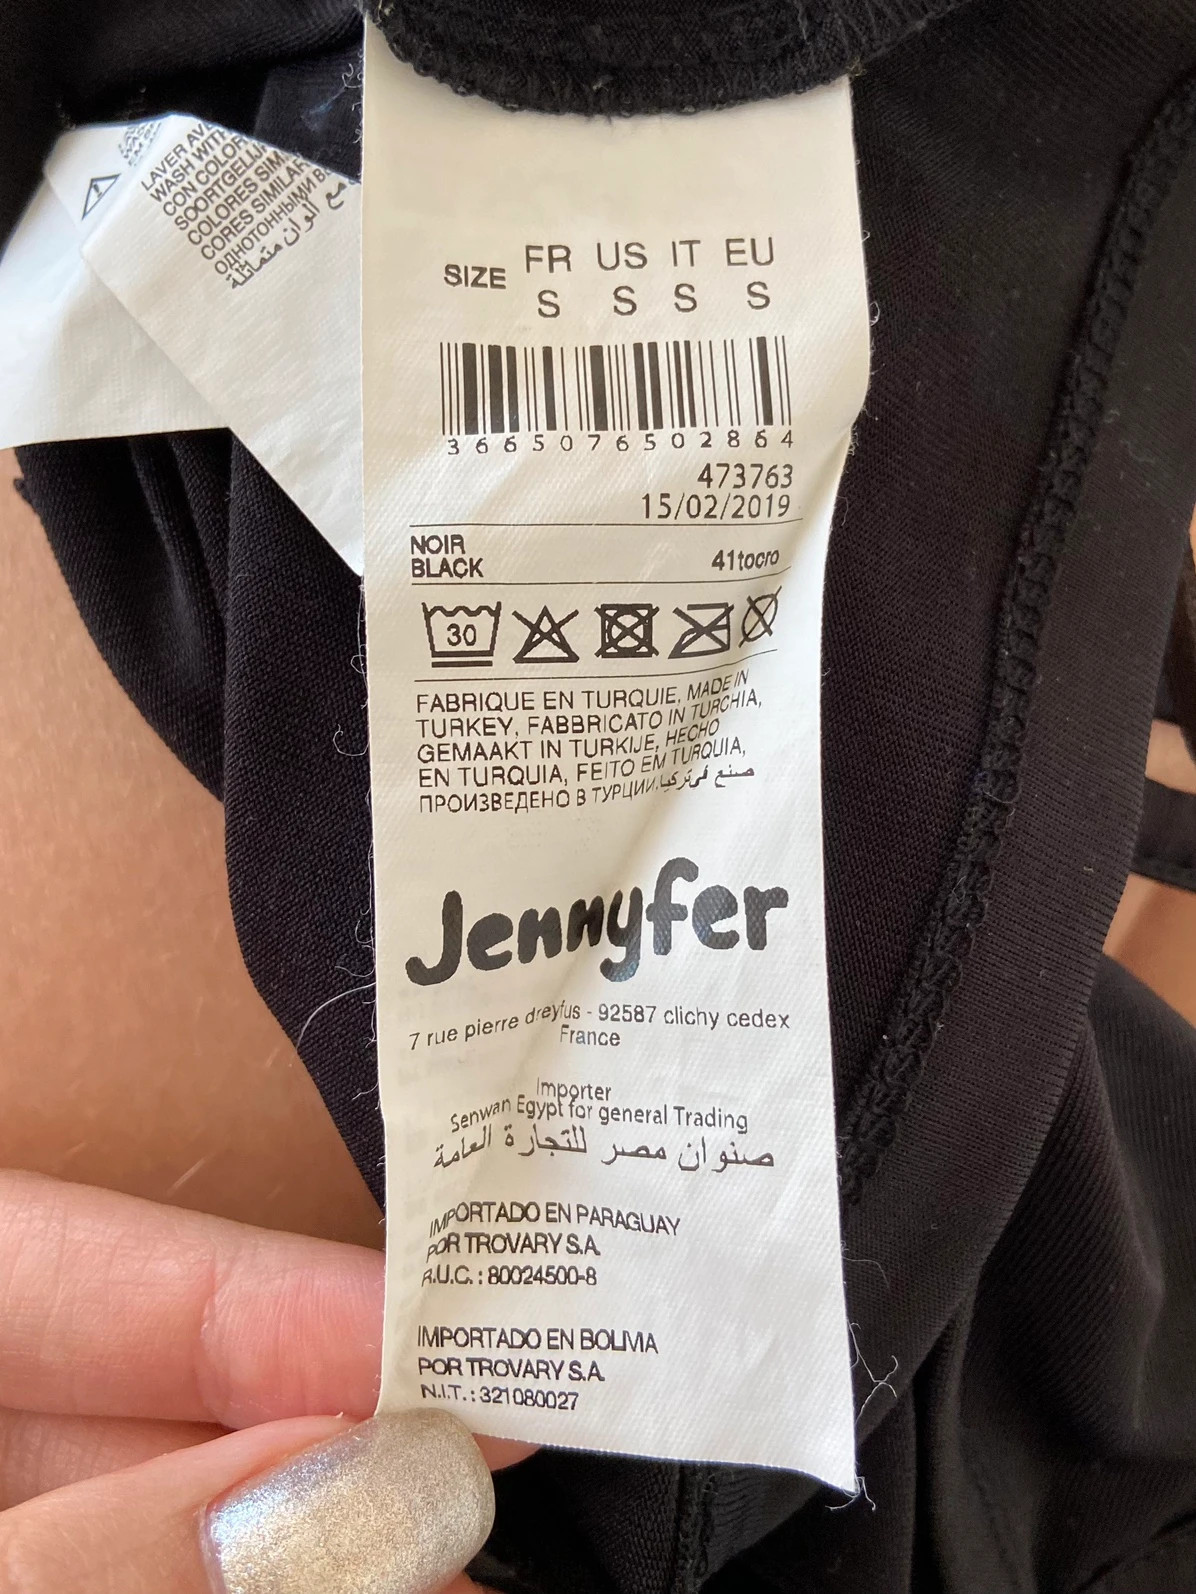 LAVER AV
WASH WITH
CON COLOR
SOORTGELIJ
COLORES SIM
CORES SIMILAR
ОДНОТОННЫМИ В
مع ألوان متماثلة
SIZE FR US IT EU
S S S S
3665076502864
473763
15/02/2019
NOIR
BLACK 41tocro
30
FABRIQUE EN TURQUIE, MADE IN
TURKEY, FABBRICATO IN TURCHIA,
GEMAAKT IN TURKIJE, HECHO
EN TURQUIA, FEITO EM TURQUIA,
ПРОИЗВЕДЕНО В ТУРЦИИ, صنع في تركيا
Jennyfer
7 rue pierre dreyfus - 92587 clichy cedex
France
Importer
Senwan Egypt for general Trading
صنوان مصر للتجارة العامة
IMPORTADO EN PARAGUAY
POR TROVARY S.A.
R.U.C. : 80024500-8
IMPORTADO EN BOLIVIA
POR TROVARY S.A.
N.I.T. : 321080027